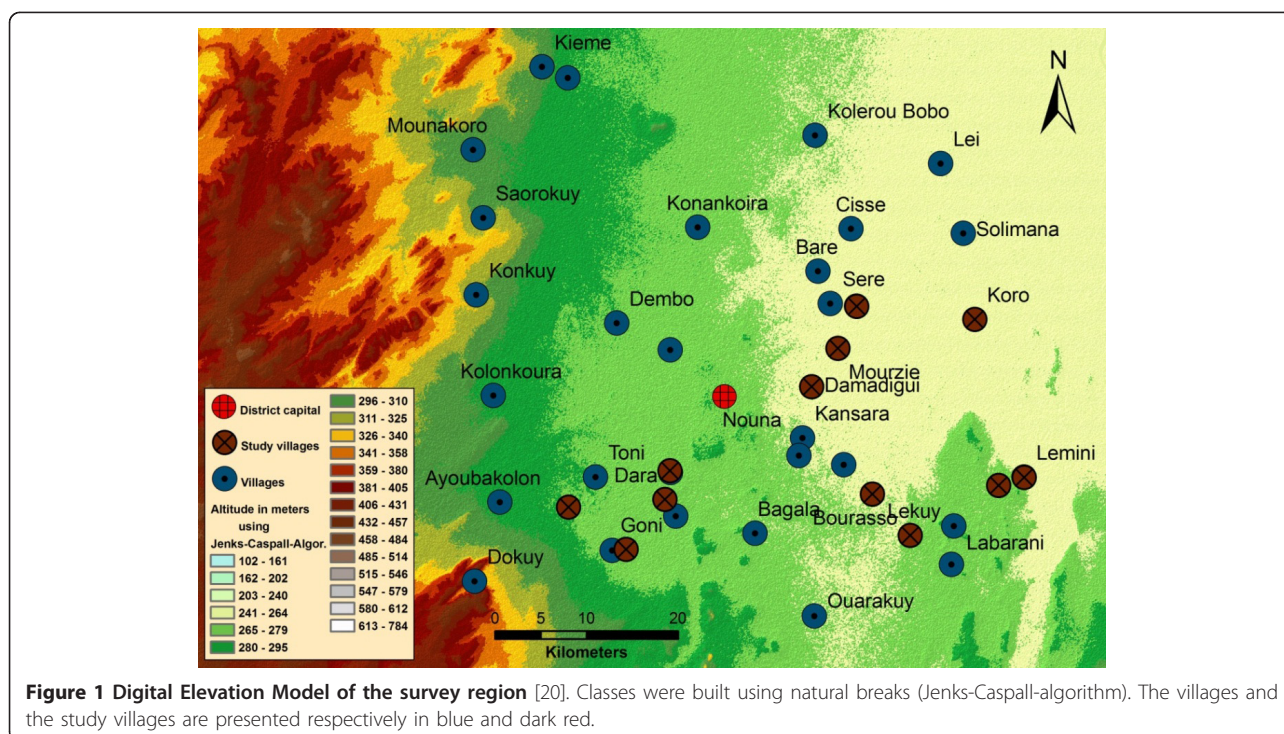 Kieme
N
Kolerou Bobo
Mounakoro
Lei
Saorokuy
Konankoira
Cisse
Solimana
Bare
Konkuy
Sere
Koro
Dembo
Mourzie
Damadigui
Kolonkoura
Nouna
Kansara
Toni
Lemini
Dara
Ayoubakolon
Lekuy
Bagala
Bourasso
Goni
Labarani
Dokuy
Ouarakuy
0 5 10 20
Kilometers
District capital
Study villages
Villages
Altitude in meters
using
Jenks-Caspall-Algor.
102 - 161
162 - 202
203 - 240
241 - 264
265 - 279
280 - 295
296 - 310
311 - 325
326 - 340
341 - 358
359 - 380
381 - 405
406 - 431
432 - 457
458 - 484
485 - 514
515 - 546
547 - 579
580 - 612
613 - 784
Figure 1 Digital Elevation Model of the survey region [20]. Classes were built using natural breaks (Jenks-Caspall-algorithm). The villages and
the study villages are presented respectively in blue and dark red.